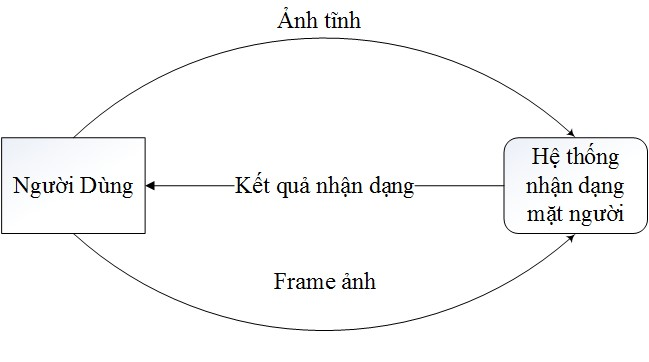 Ảnh tĩnh
Người Dùng
Kết quả nhận dạng
Hệ thống
nhận dạng
mặt người
Frame ảnh